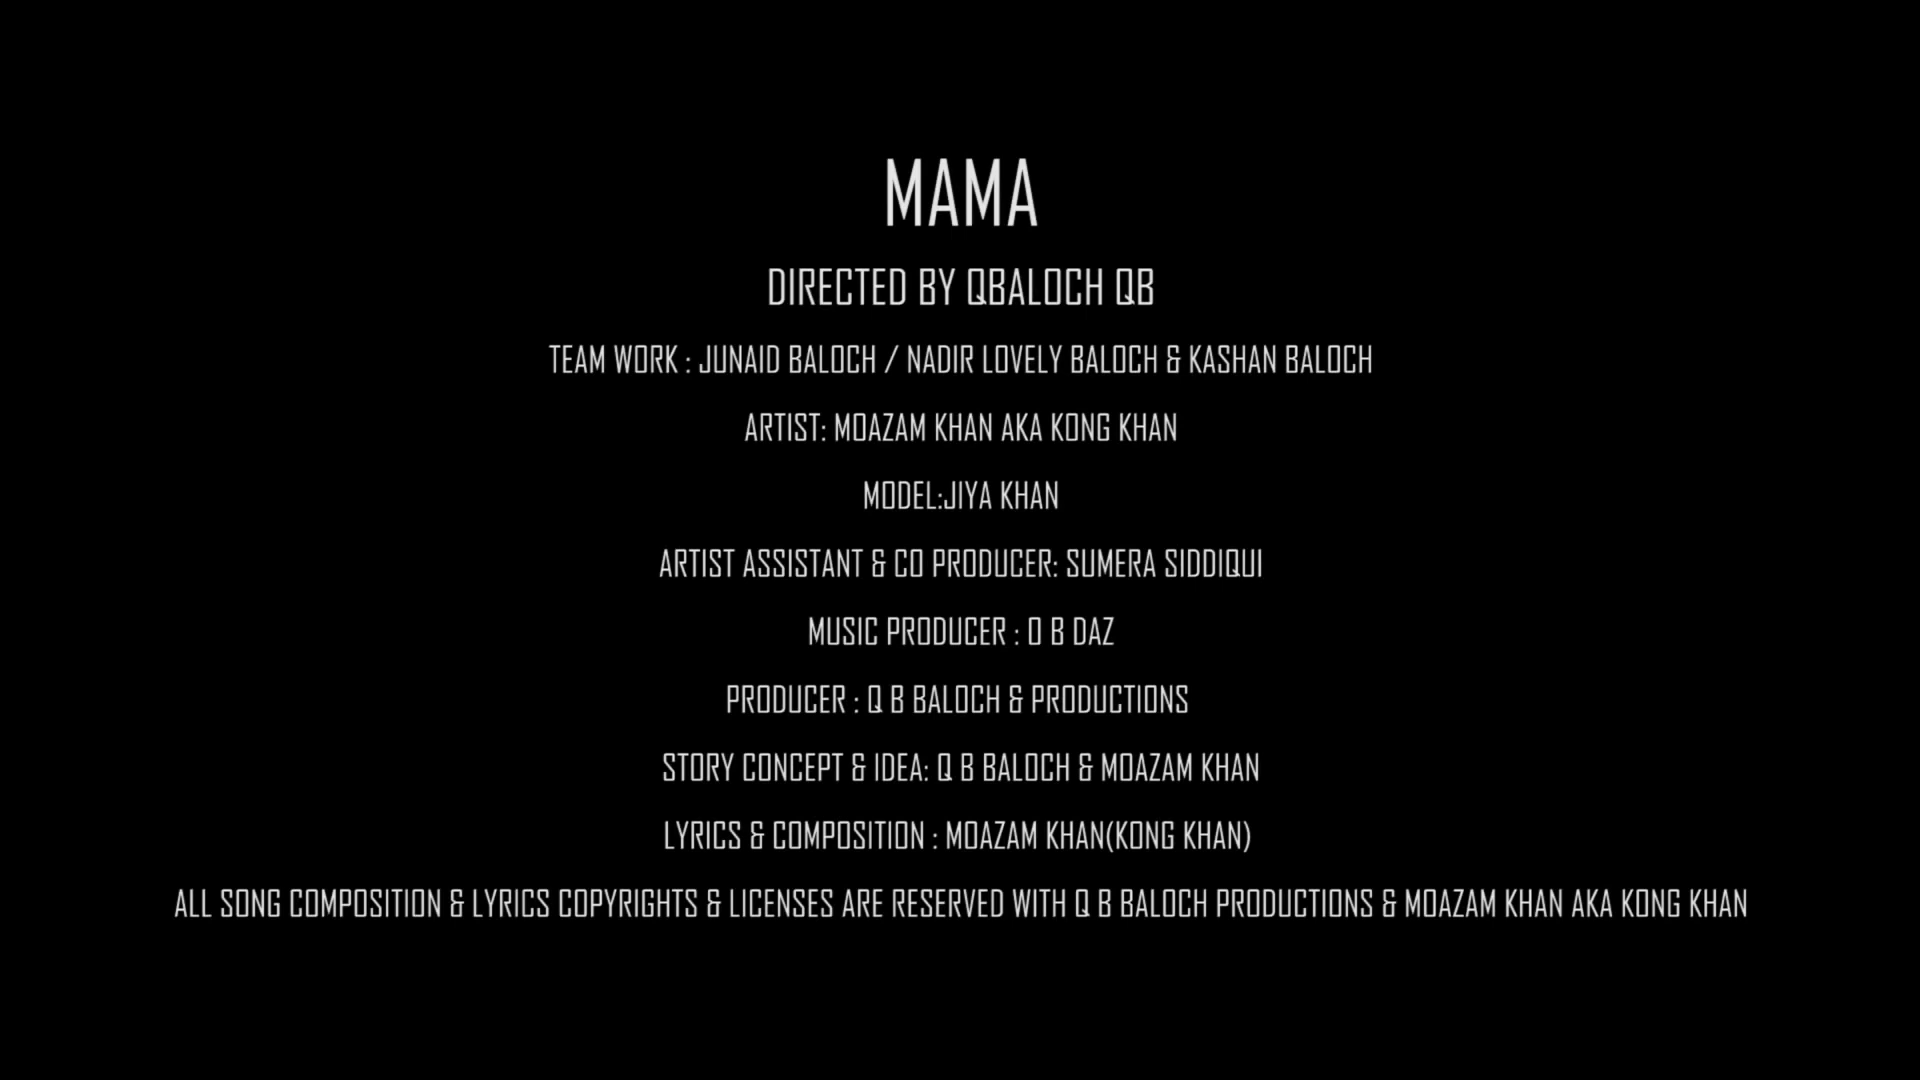 MAMA
DIRECTED BY QBALOCH QB
TEAM WORK : JUNAID BALOCH / NADIR LOVELY BALOCH & KASHAN BALOCH
ARTIST: MOAZAM KHAN AKA KONG KHAN
MODEL:JIYA KHAN
ARTIST ASSISTANT & CO PRODUCER: SUMERA SIDDIQUI
MUSIC PRODUCER : O B DAZ
PRODUCER : Q B BALOCH & PRODUCTIONS
STORY CONCEPT & IDEA: Q B BALOCH & MOAZAM KHAN
LYRICS & COMPOSITION : MOAZAM KHAN(KONG KHAN)
ALL SONG COMPOSITION & LYRICS COPYRIGHTS & LICENSES ARE RESERVED WITH Q B BALOCH PRODUCTIONS & MOAZAM KHAN AKA KONG KHAN